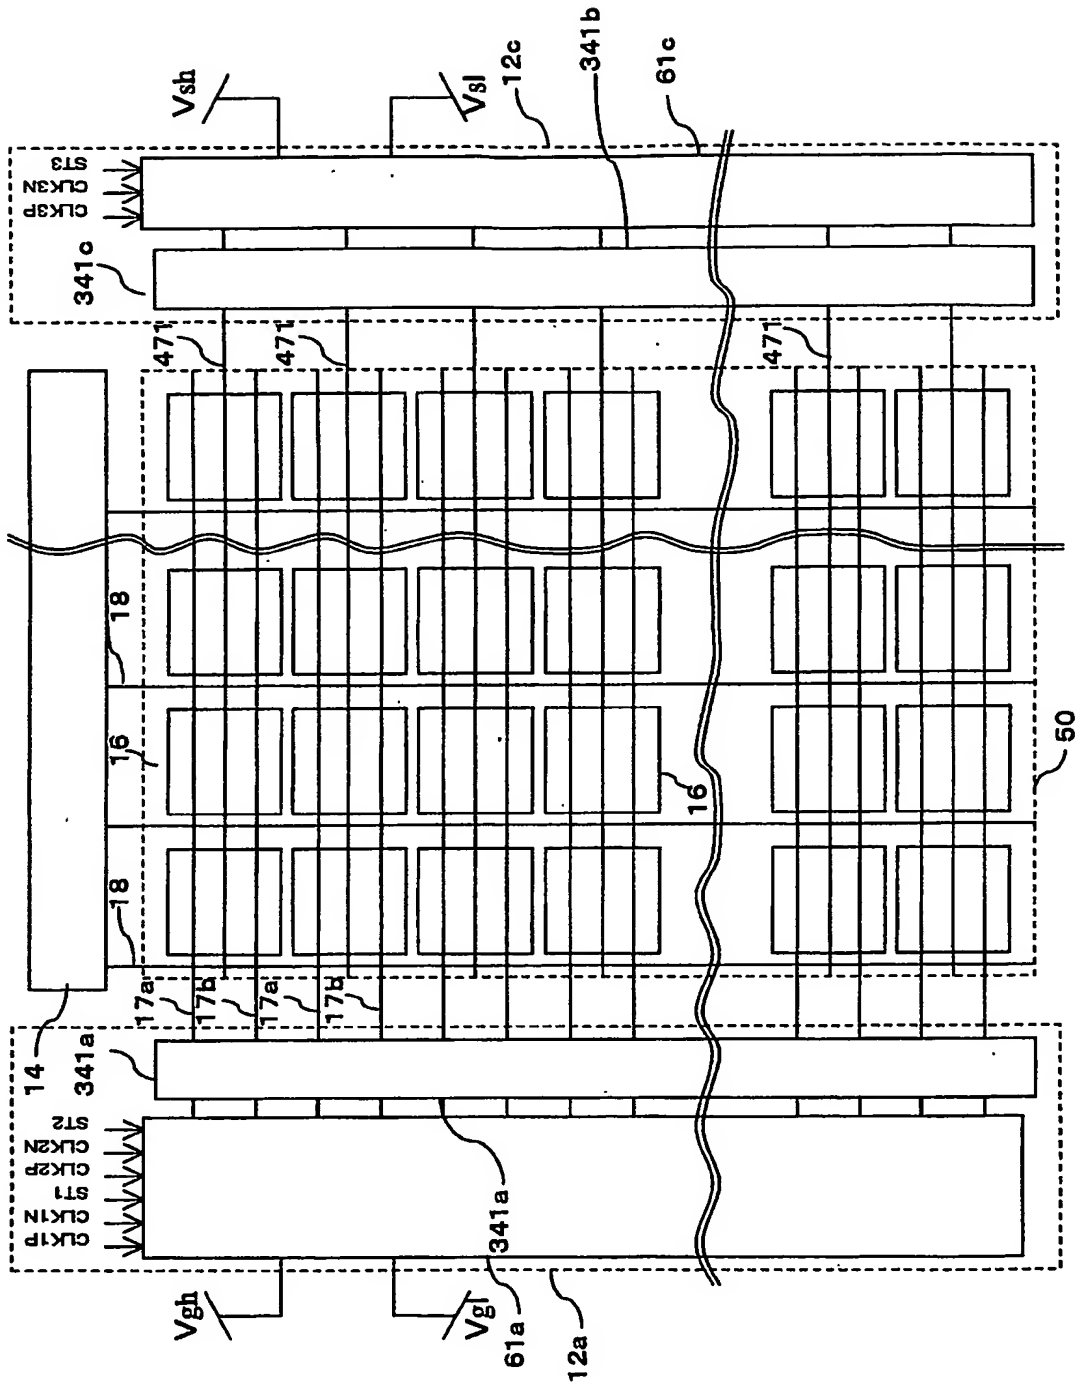 Vsh
Vsl
12c
341b
61c
ST3
CLK3N
CLK3P
341c
471
471
471
18
16
16
50
18
17a
17b
17a
17b
14
341a
ST2
CLK2N
CLK2P
ST1
CLK1N
CLK1P
341a
Vgh
Vgl
61a
12a